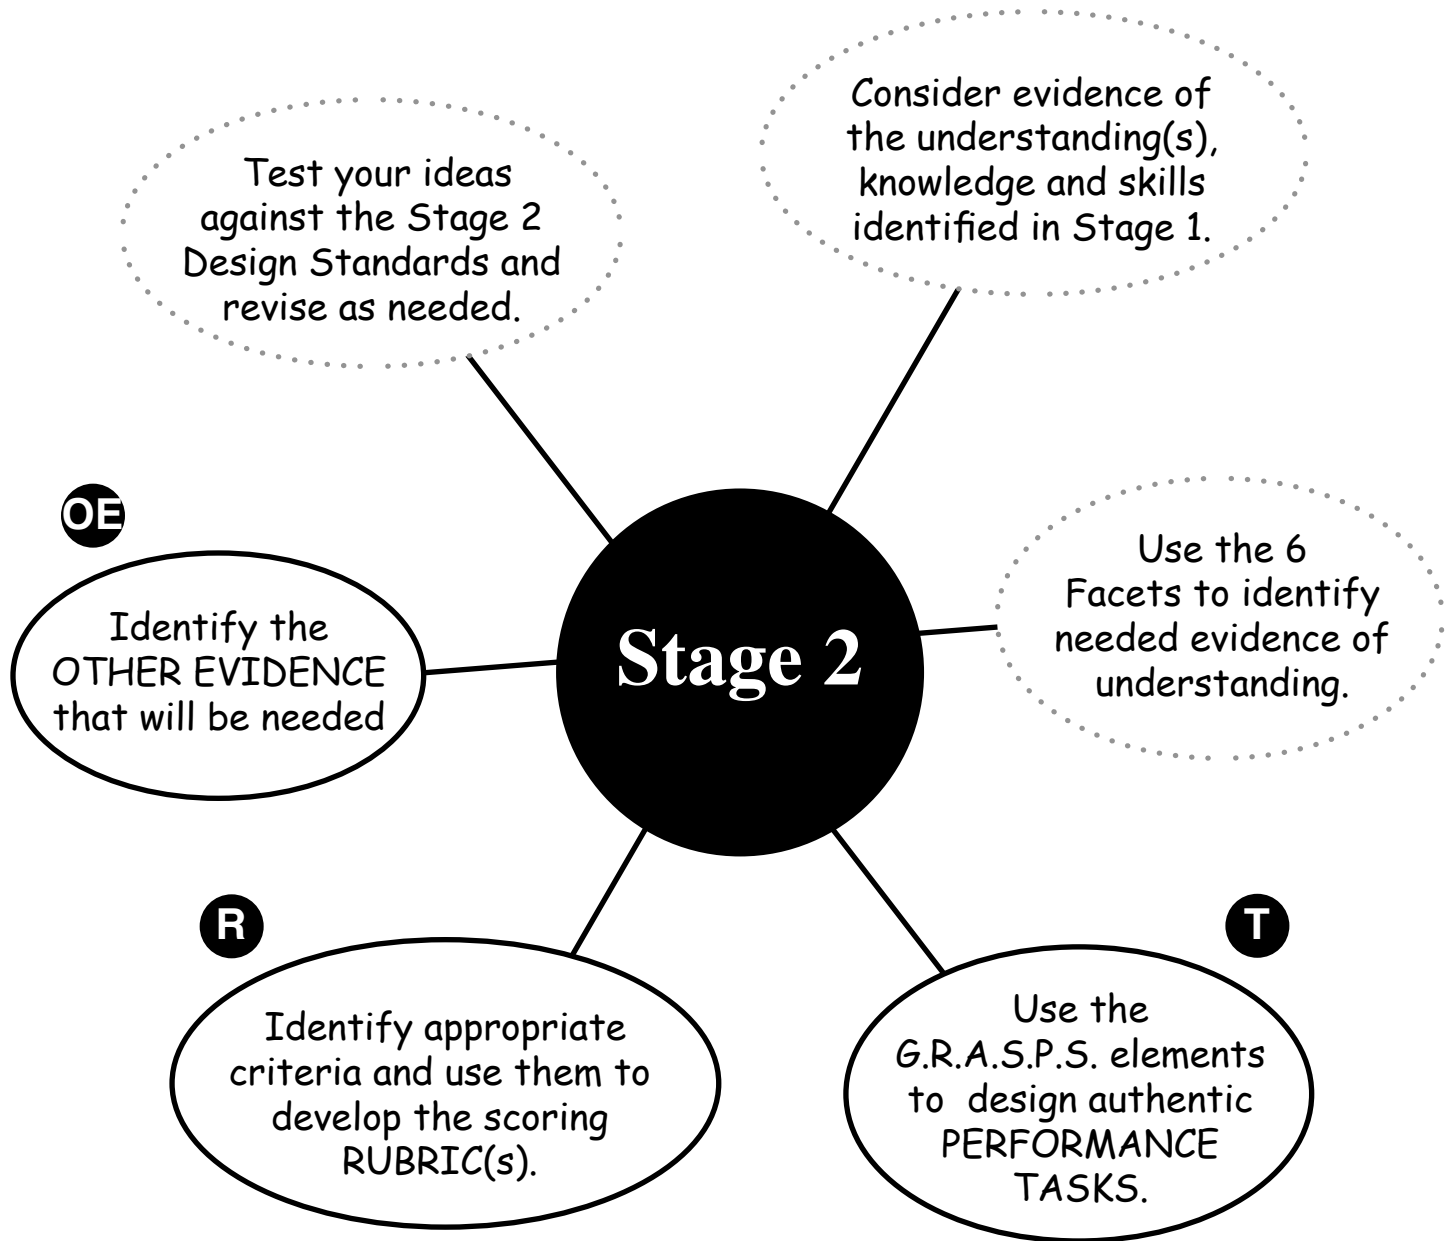 Consider evidence of
the understanding(s),
knowledge and skills
identified in Stage 1.
Test your ideas
against the Stage 2
Design Standards and
revise as needed.
OE
Identify the
OTHER EVIDENCE
that will be needed
Stage 2
Use the 6
Facets to identify
needed evidence of
understanding.
R
Identify appropriate
criteria and use them to
develop the scoring
RUBRIC(s).
T
Use the
G.R.A.S.P.S. elements
to design authentic
PERFORMANCE
TASKS.